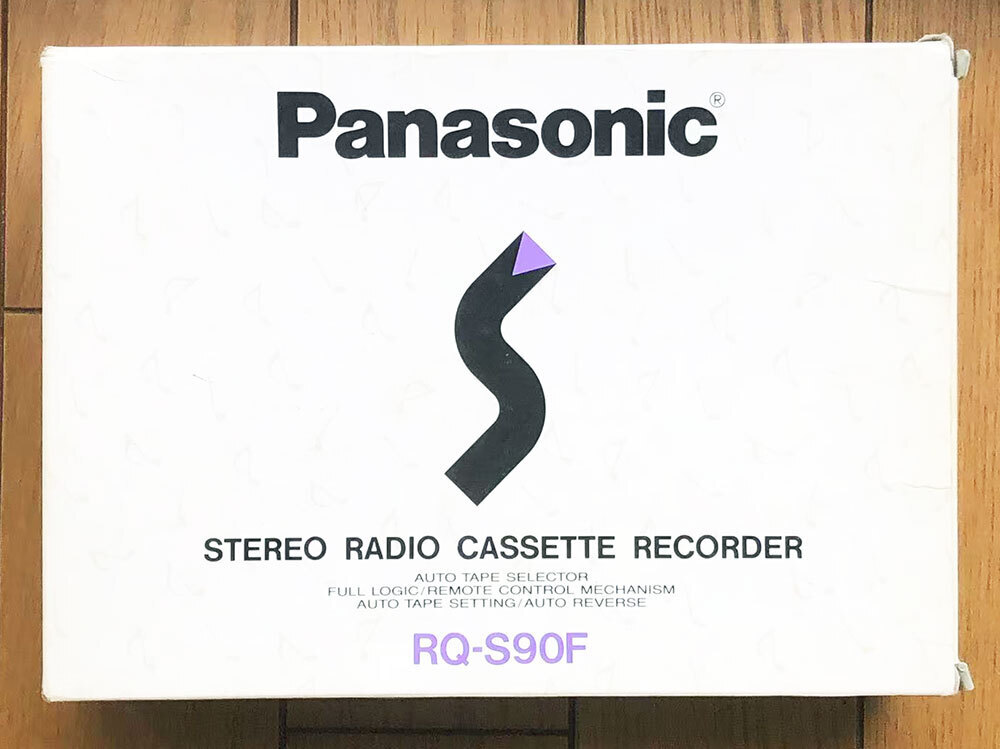 Panasonic®
STEREO RADIO CASSETTE RECORDER
AUTO TAPE SELECTOR
FULL LOGIC/REMOTE CONTROL MECHANISM
AUTO TAPE SETTING/AUTO REVERSE
RQ-S90F